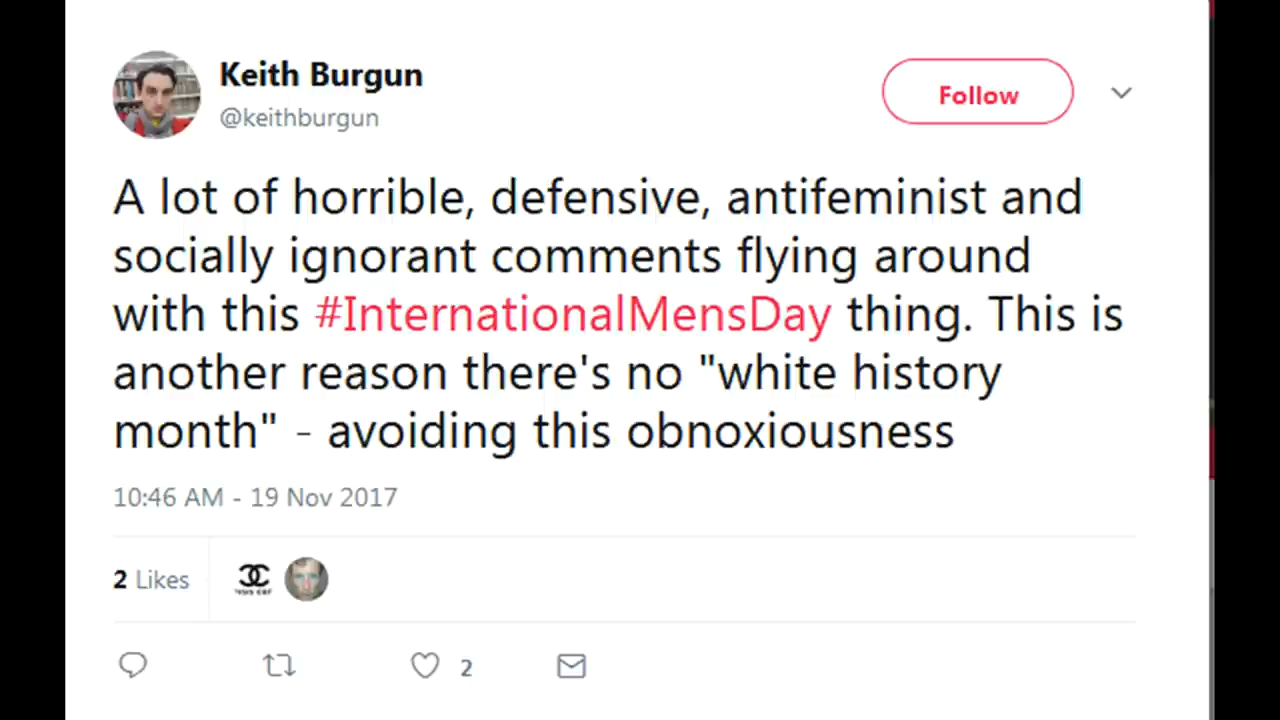 Keith Burgun
@keithburgun
Follow
A lot of horrible, defensive, antifeminist and
socially ignorant comments flying around
with this #InternationalMensDay thing. This is
another reason there's no "white history
month" - avoiding this obnoxiousness
10:46 AM - 19 Nov 2017
2 Likes
2